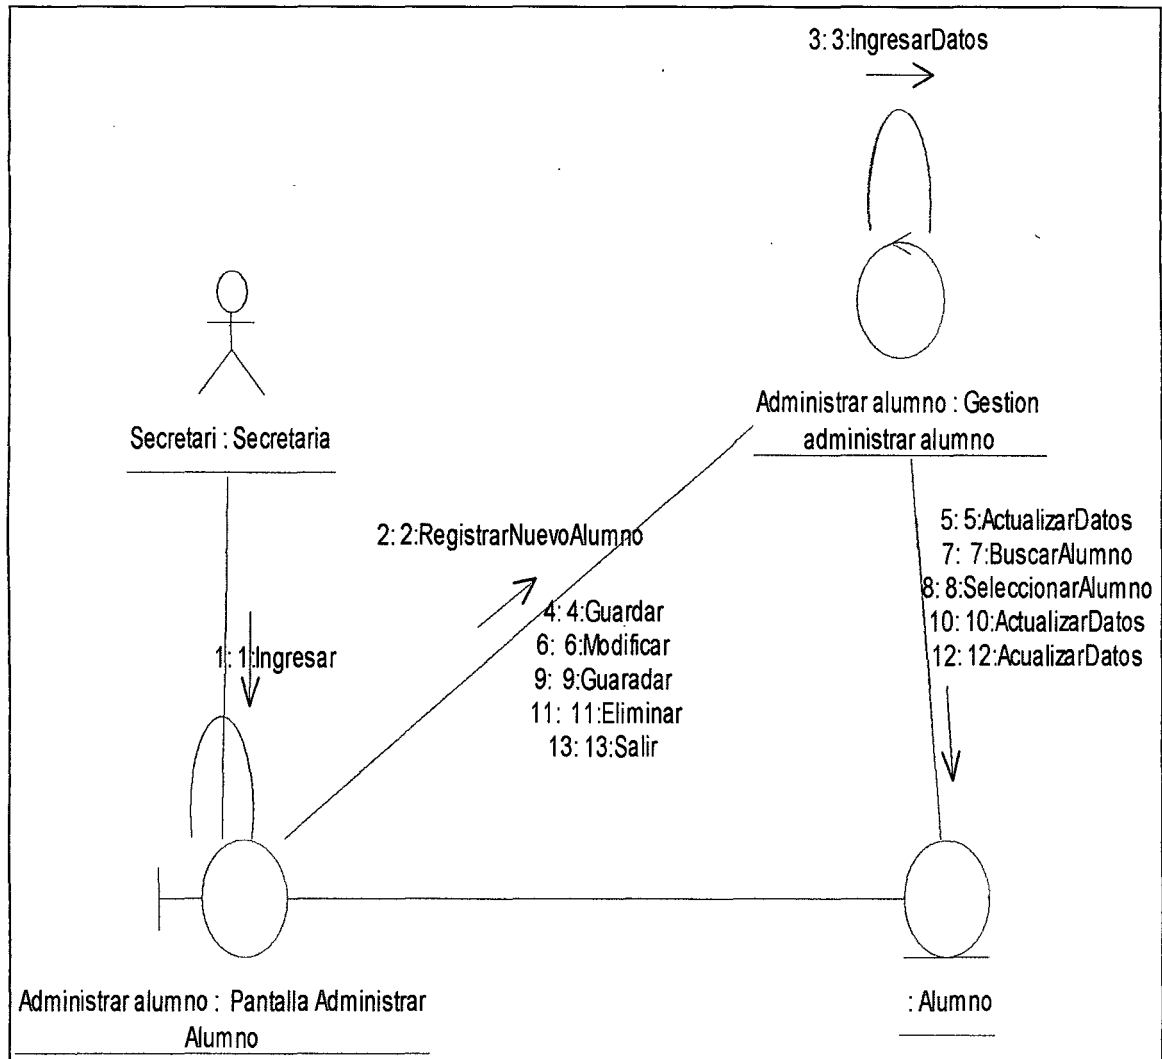 3: 3:IngresarDatos
Secretari : Secretaria
Administrar alumno : Gestion
administrar alumno
2: 2:RegistrarNuevoAlumno
5: 5:ActualizarDatos
7: 7:BuscarAlumno
8: 8:SeleccionarAlumno
10: 10:ActualizarDatos
12: 12:AcualizarDatos
4: 4:Guardar
6: 6:Modificar
9: 9:Guaradar
11: 11:Eliminar
13: 13:Salir
1: 1:Ingresar
Administrar alumno : Pantalla Administrar
Alumno
: Alumno